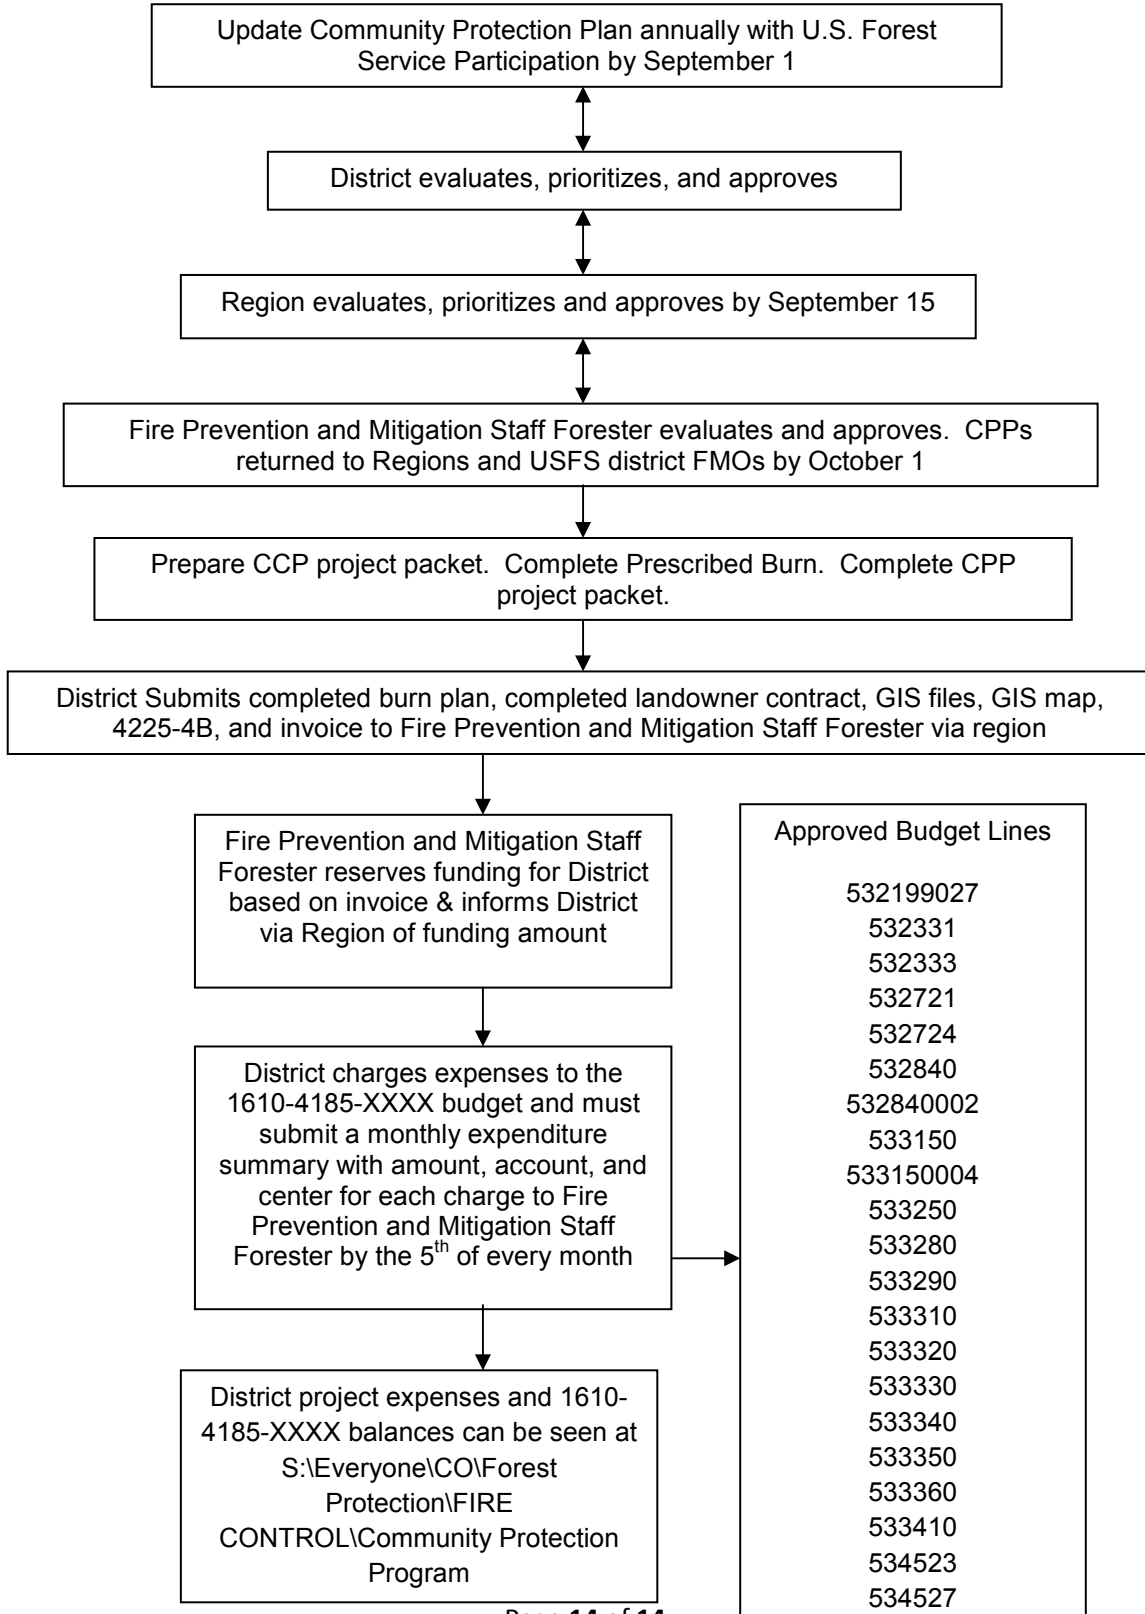 Update Community Protection Plan annually with U.S. Forest
Service Participation by September 1
District evaluates, prioritizes, and approves
Region evaluates, prioritizes and approves by September 15
Fire Prevention and Mitigation Staff Forester evaluates and approves.  CPPs
returned to Regions and USFS district FMOs by October 1
Prepare CCP project packet.  Complete Prescribed Burn.  Complete CPP
project packet.
District Submits completed burn plan, completed landowner contract, GIS files, GIS map,
4225-4B, and invoice to Fire Prevention and Mitigation Staff Forester via region
Fire Prevention and Mitigation Staff
Forester reserves funding for District
based on invoice & informs District
via Region of funding amount
District charges expenses to the
1610-4185-XXXX budget and must
submit a monthly expenditure
summary with amount, account, and
center for each charge to Fire
Prevention and Mitigation Staff
Forester by the 5th of every month
District project expenses and 1610-
4185-XXXX balances can be seen at
S:\Everyone\CO\Forest
Protection\FIRE
CONTROL\Community Protection
Program
Approved Budget Lines
532199027
532331
532333
532721
532724
532840
532840002
533150
533150004
533250
533280
533290
533310
533320
533330
533340
533350
533360
533410
534523
534527
Page 14 of 14